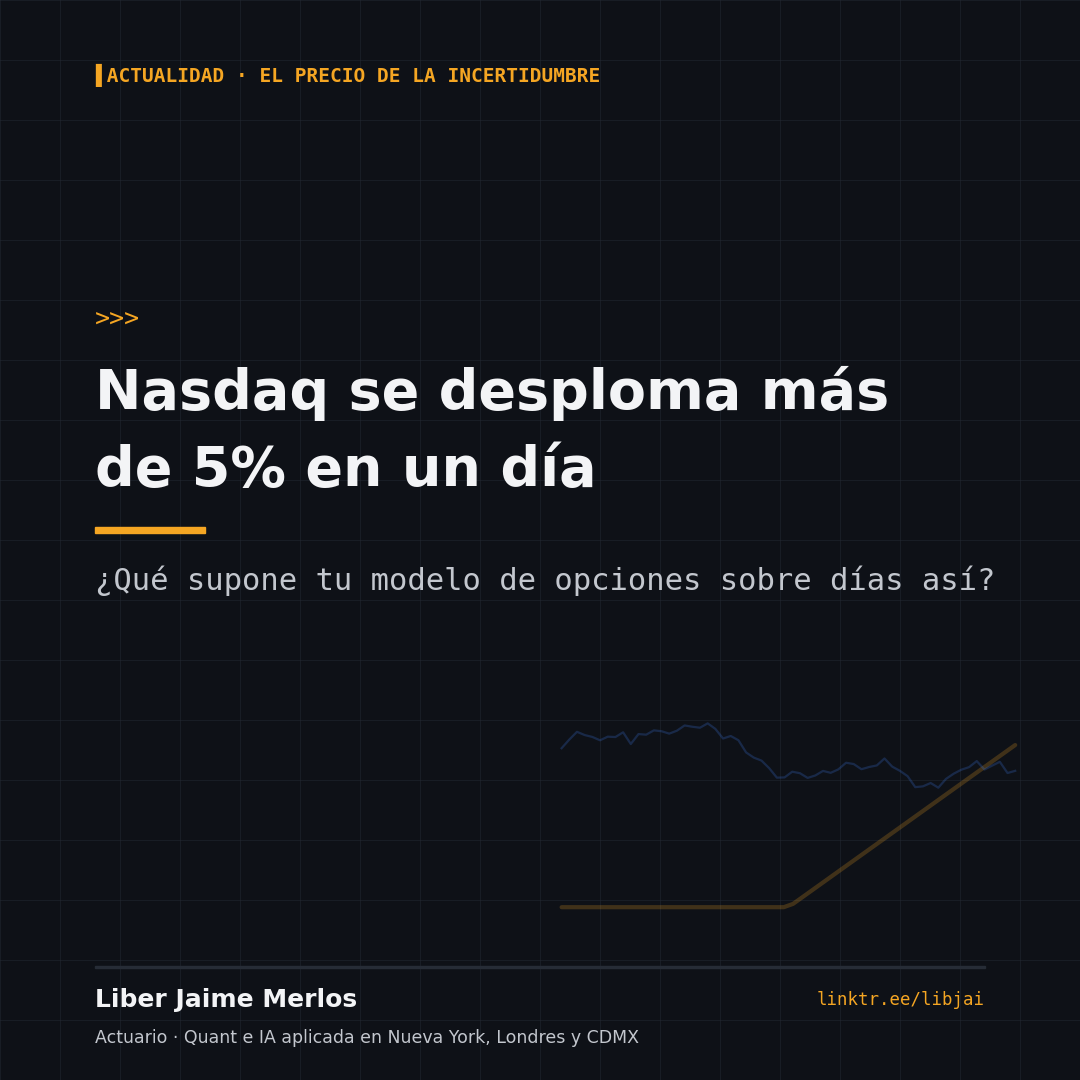 ACTUALIDAD · EL PRECIO DE LA INCERTIDUMBRE
>>>
Nasdaq se desploma más
de 5% en un día
¿Qué supone tu modelo de opciones sobre días así?
Liber Jaime Merlos
linktr.ee/libjai
Actuario · Quant e IA aplicada en Nueva York, Londres y CDMX